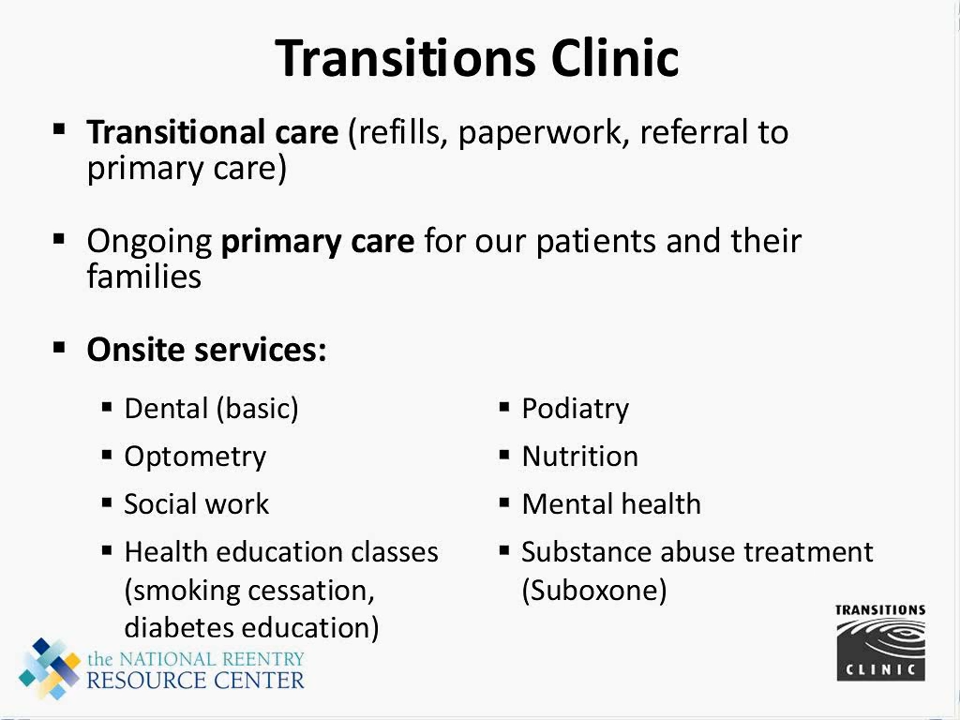 Transitions Clinic
▪ Transitional care (refills, paperwork, referral to
primary care)
▪ Ongoing primary care for our patients and their
families
▪ Onsite services:
▪ Dental (basic)
▪ Optometry
▪ Social work
▪ Health education classes
(smoking cessation,
diabetes education)
▪ Podiatry
▪ Nutrition
▪ Mental health
▪ Substance abuse treatment
(Suboxone)
the NATIONAL REENTRY
RESOURCE CENTER
TRANSITIONS
CLINIC